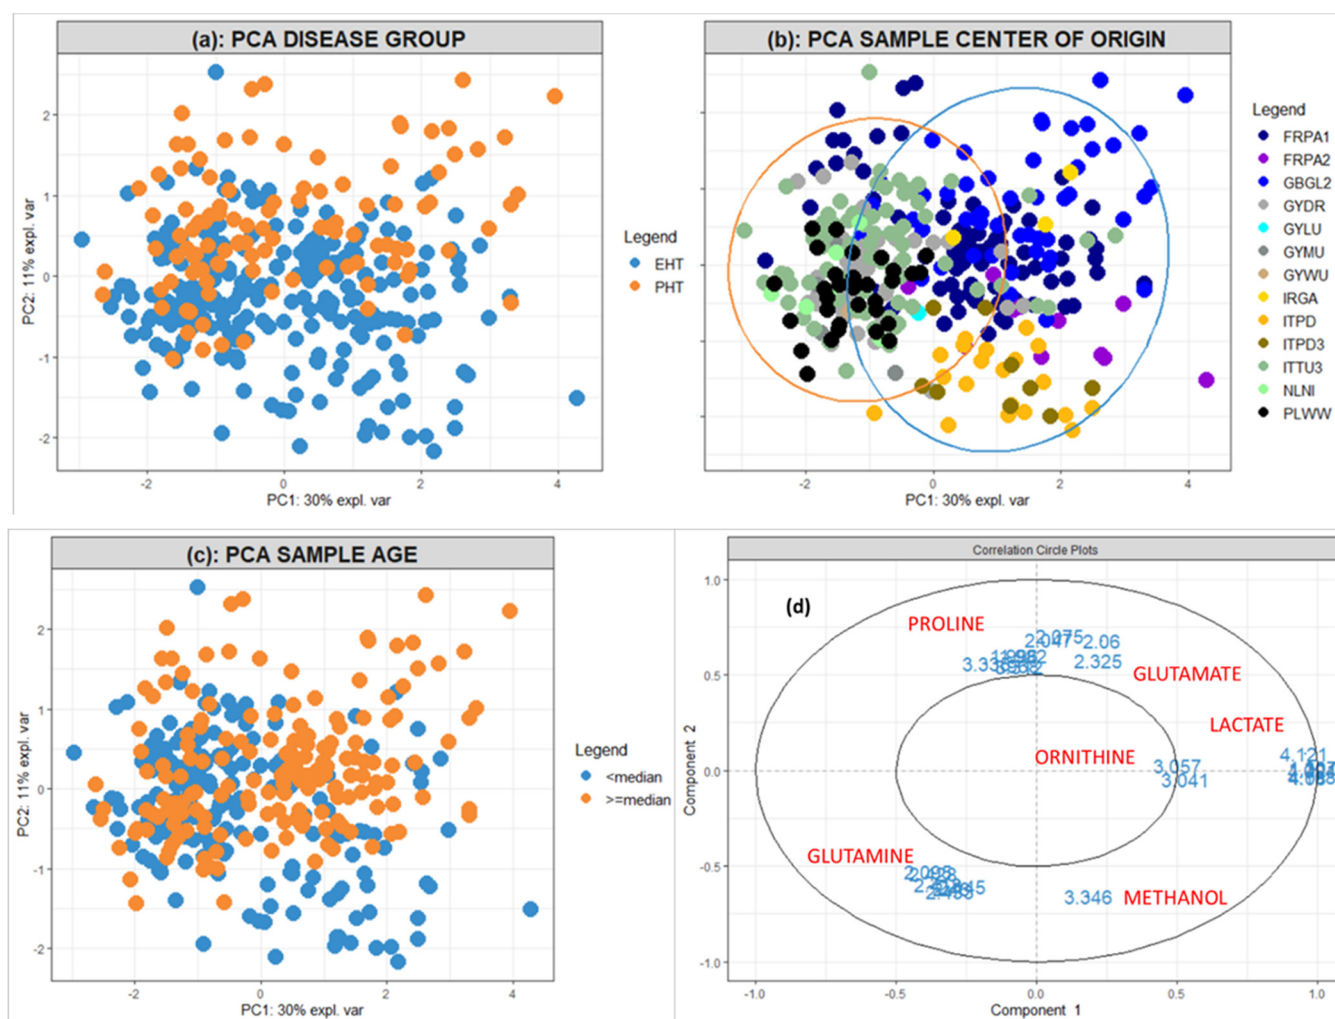 (a): PCA DISEASE GROUP
PC2: 11% expl. var
2
1
0
-1
-2
-2
0
2
4
PC1: 30% expl. var
Legend
EHT
PHT
(b): PCA SAMPLE CENTER OF ORIGIN
-2
0
2
4
PC1: 30% expl. var
Legend
FRPA1
FRPA2
GBGL2
GYDR
GYLU
GYMU
GYWU
IRGA
ITPD
ITPD3
ITTU3
NLNI
PLWW
(c): PCA SAMPLE AGE
PC2: 11% expl. var
2
1
0
-1
-2
-2
0
2
4
PC1: 30% expl. var
Legend
<median
>=median
Correlation Circle Plots
(d)
Component 2
1.0
0.5
0.0
-0.5
-1.0
PROLINE
2.075
2.047
2.06
2.325
GLUTAMATE
LACTATE
4.121
ORNITHINE
3.057
3.041
GLUTAMINE
METHANOL
3.346
-1.0
-0.5
0.0
0.5
1.0
Component 1